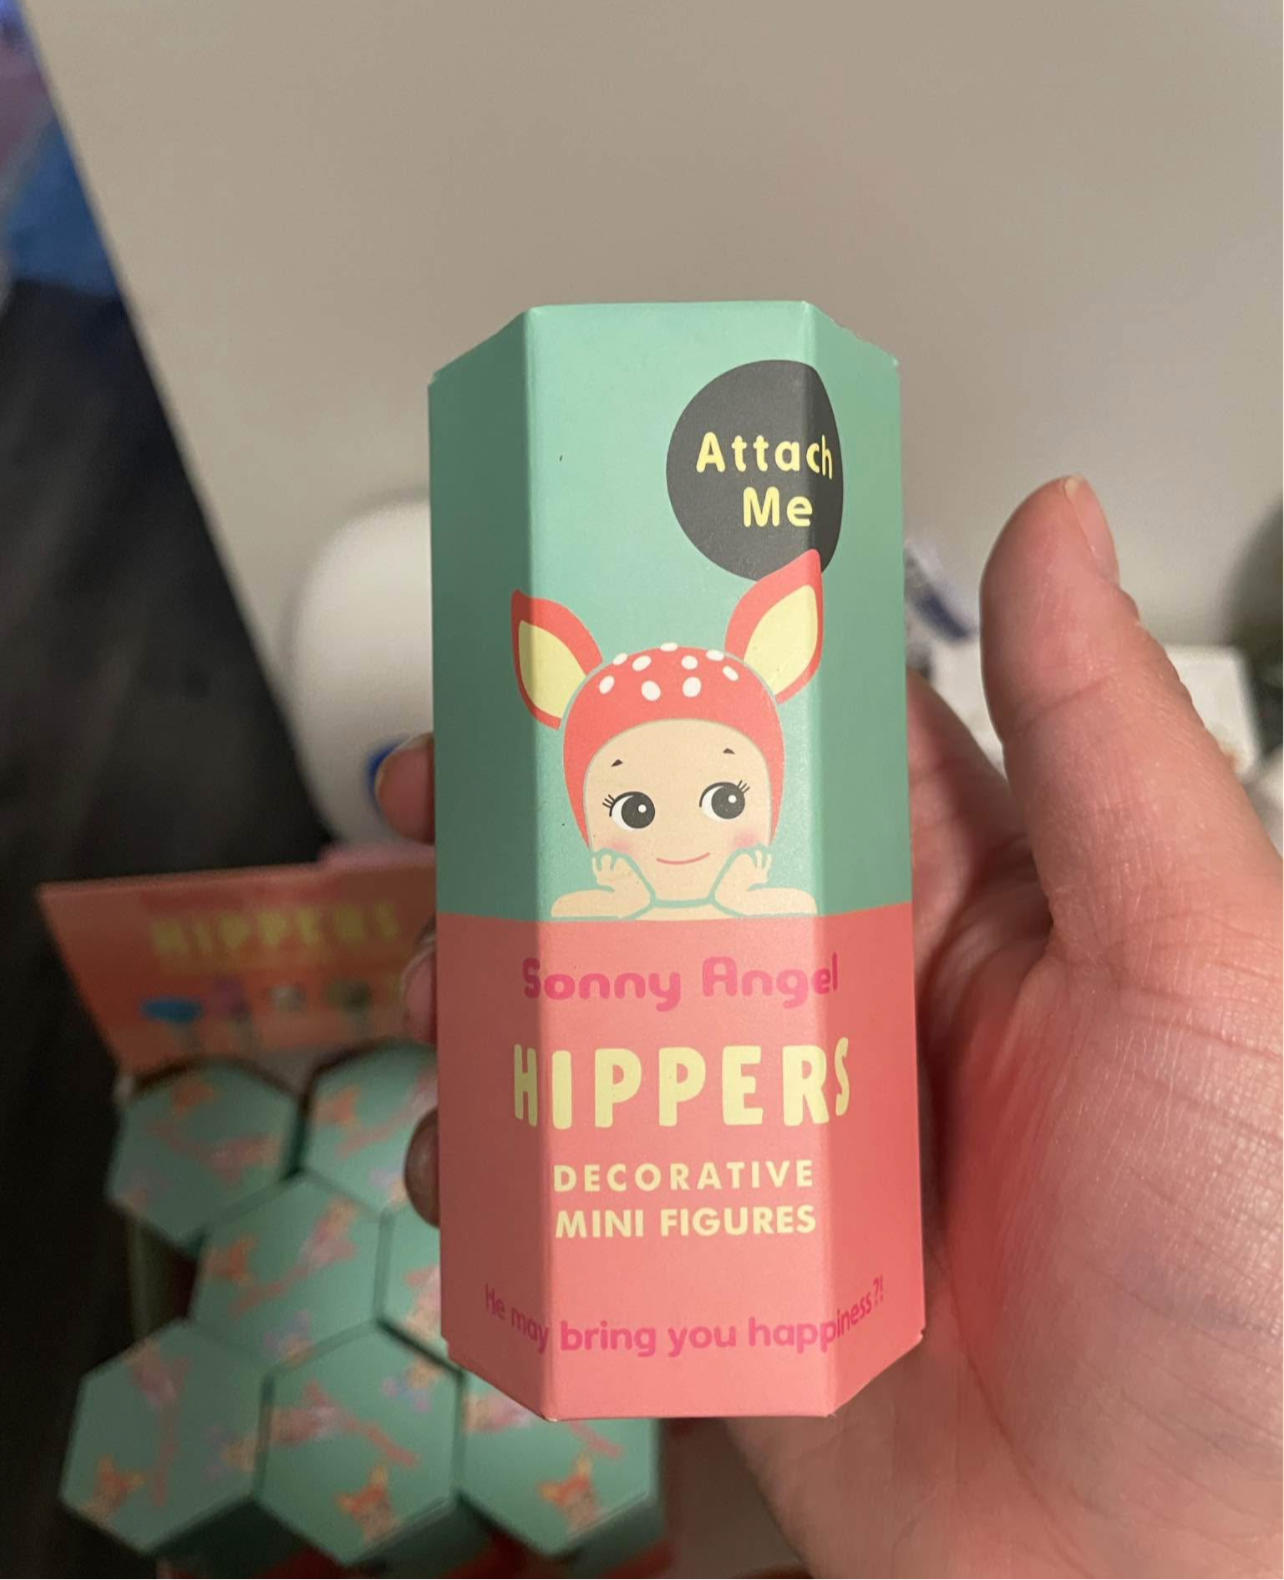 Attach
Me
Sonny Angel
HIPPERS
DECORATIVE
MINI FIGURES
He may bring you happiness?!
HIPPERS